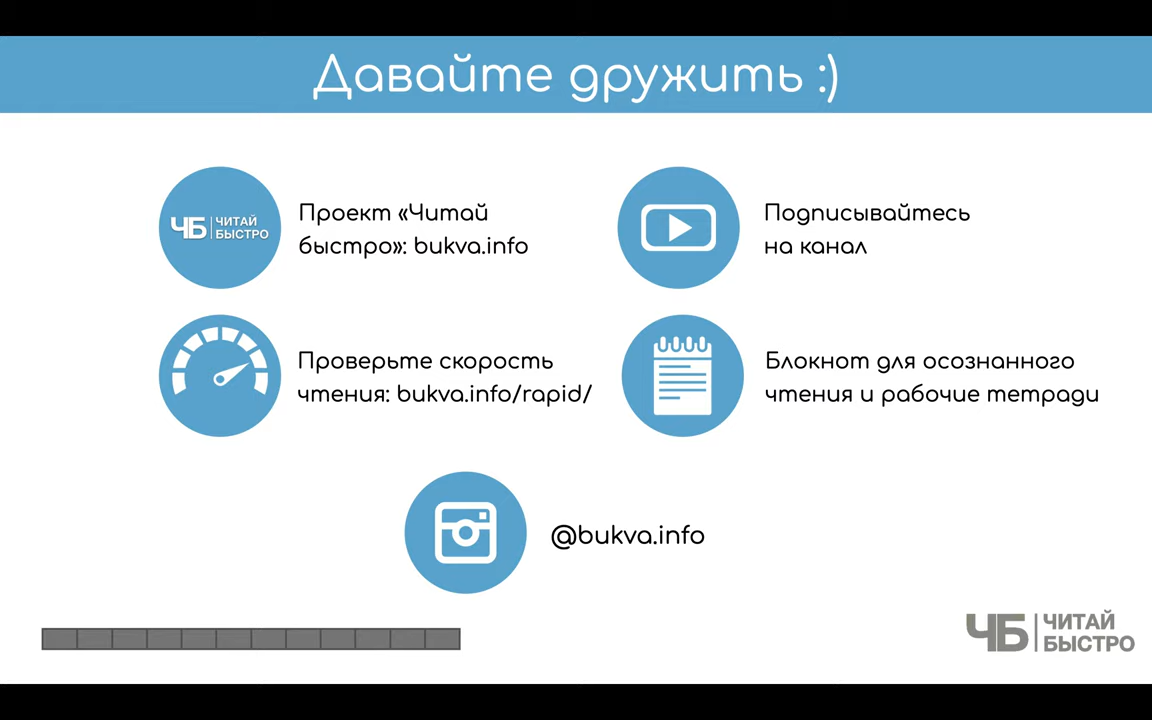 Давайте дружить :)
ЧБ ЧИТАЙ
БЫСТРО
Проект «Читай
быстро»: bukva.info
Подписывайтесь
на канал
Проверьте скорость
чтения: bukva.info/rapid/
Блокнот для осознанного
чтения и рабочие тетради
@bukva.info
ЧБ ЧИТАЙ
БЫСТРО